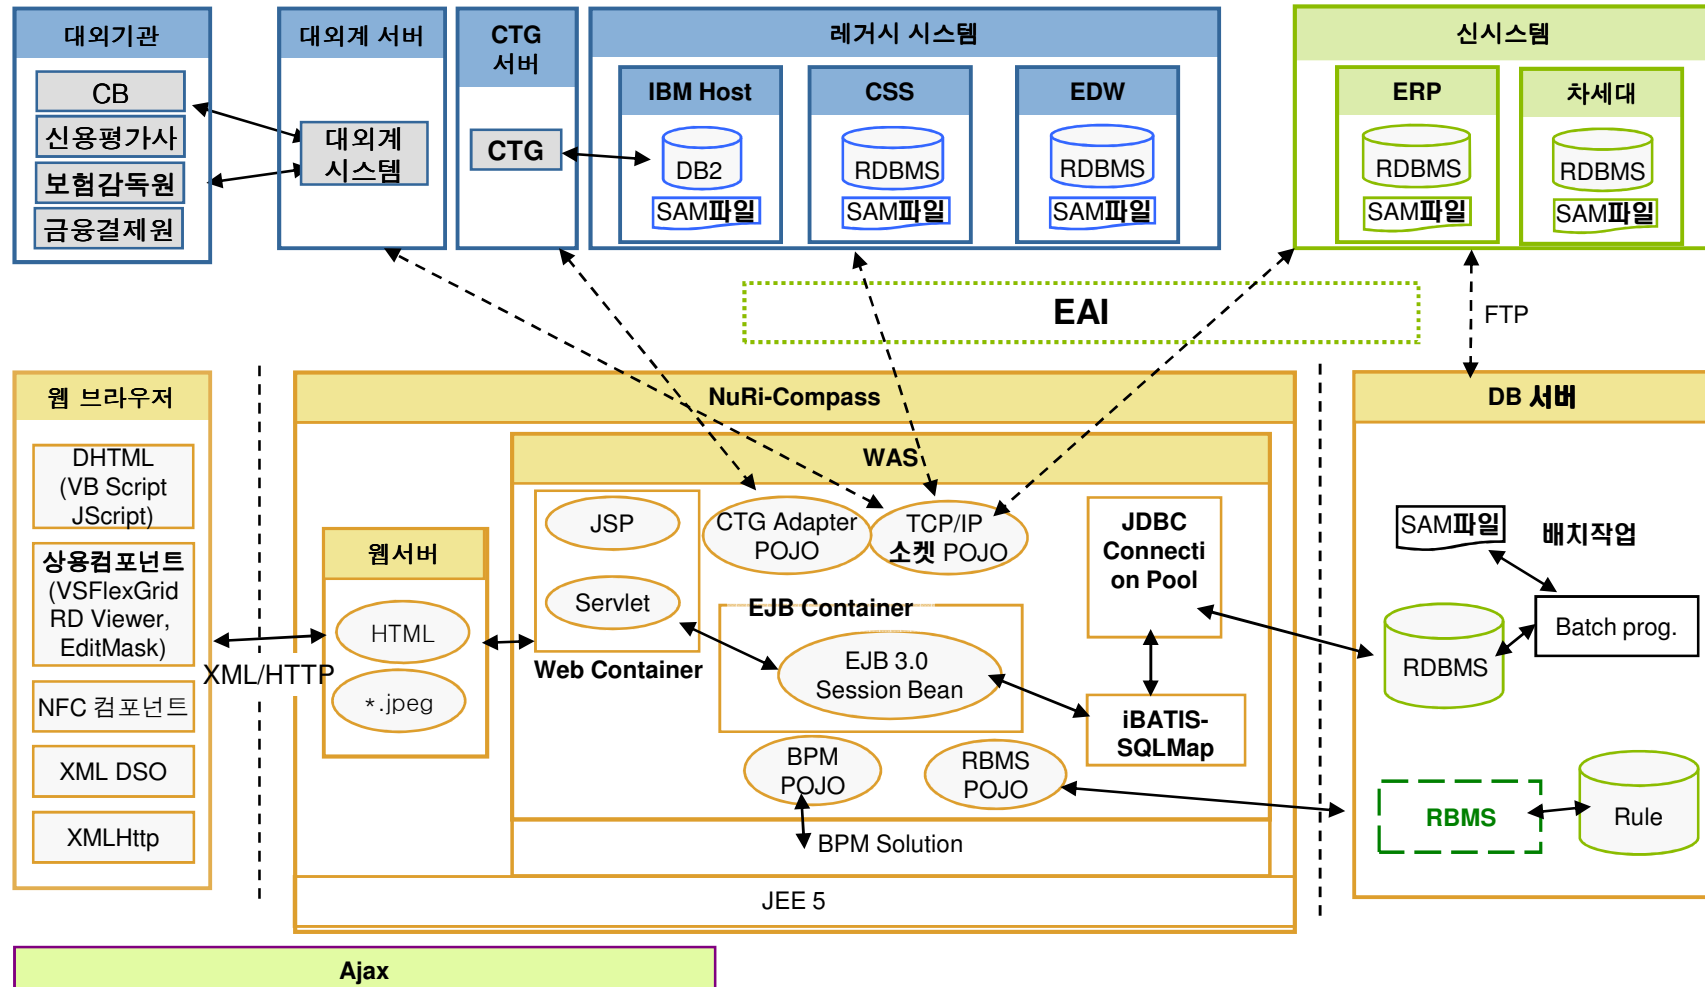 대외기관
CB
신용평가사
보험감독원
금융결제원
대외계 서버
대외계
시스템
CTG
서버
CTG
레거시 시스템
IBM Host
DB2
SAM파일
CSS
RDBMS
SAM파일
EDW
RDBMS
SAM파일
신시스템
ERP
RDBMS
SAM파일
차세대
RDBMS
SAM파일
EAI
FTP
웹 브라우저
DHTML
(VB Script
JScript)
상용컴포넌트
(VSFlexGrid
RD Viewer,
EditMask)
NFC 컴포넌트
XML DSO
XMLHttp
XML/HTTP
NuRi-Compass
웹서버
HTML
*.jpeg
WAS
JSP
Servlet
Web Container
CTG Adapter
POJO
TCP/IP
소켓 POJO
EJB Container
EJB 3.0
Session Bean
JDBC
Connecti
on Pool
iBATIS-
SQLMap
BPM
POJO
RBMS
POJO
BPM Solution
JEE 5
DB 서버
SAM파일
배치작업
Batch prog.
RDBMS
RBMS
Rule
Ajax